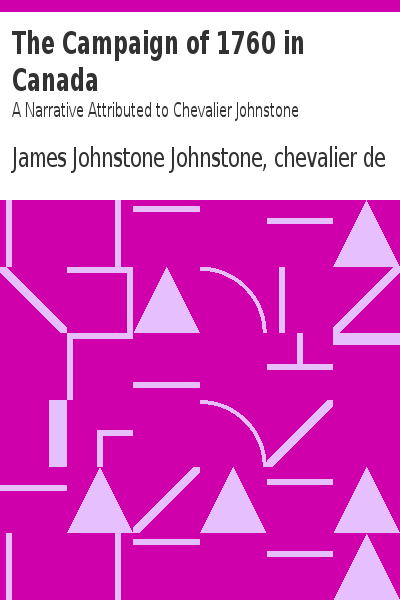 The Campaign of 1760 in
Canada
A Narrative Attributed to Chevalier Johnstone
James Johnstone Johnstone, chevalier de